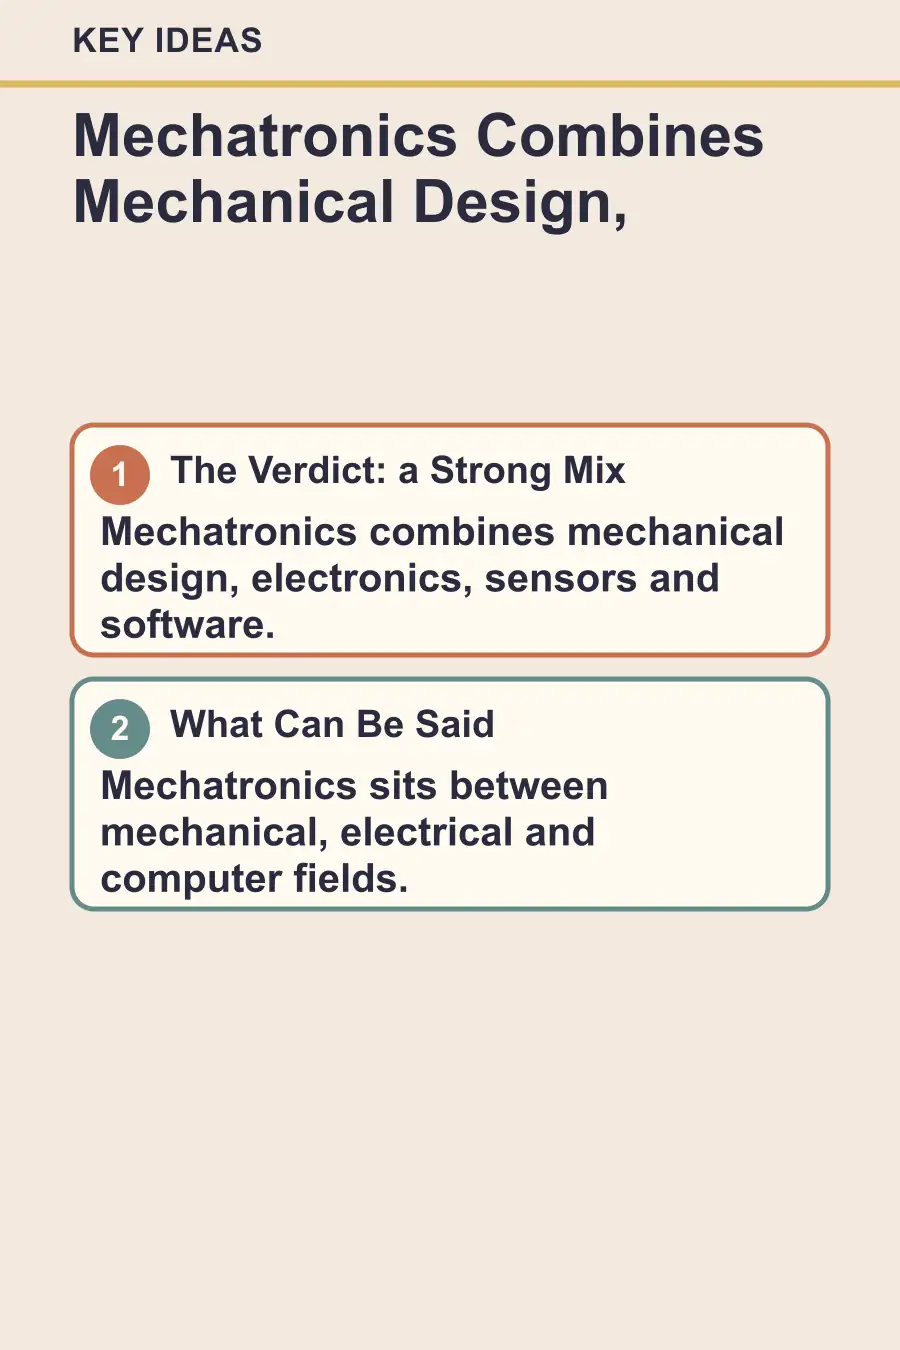 KEY IDEAS
Mechatronics Combines
Mechanical Design,
1 The Verdict: a Strong Mix
Mechatronics combines mechanical
design, electronics, sensors and
software.
2 What Can Be Said
Mechatronics sits between
mechanical, electrical and
computer fields.